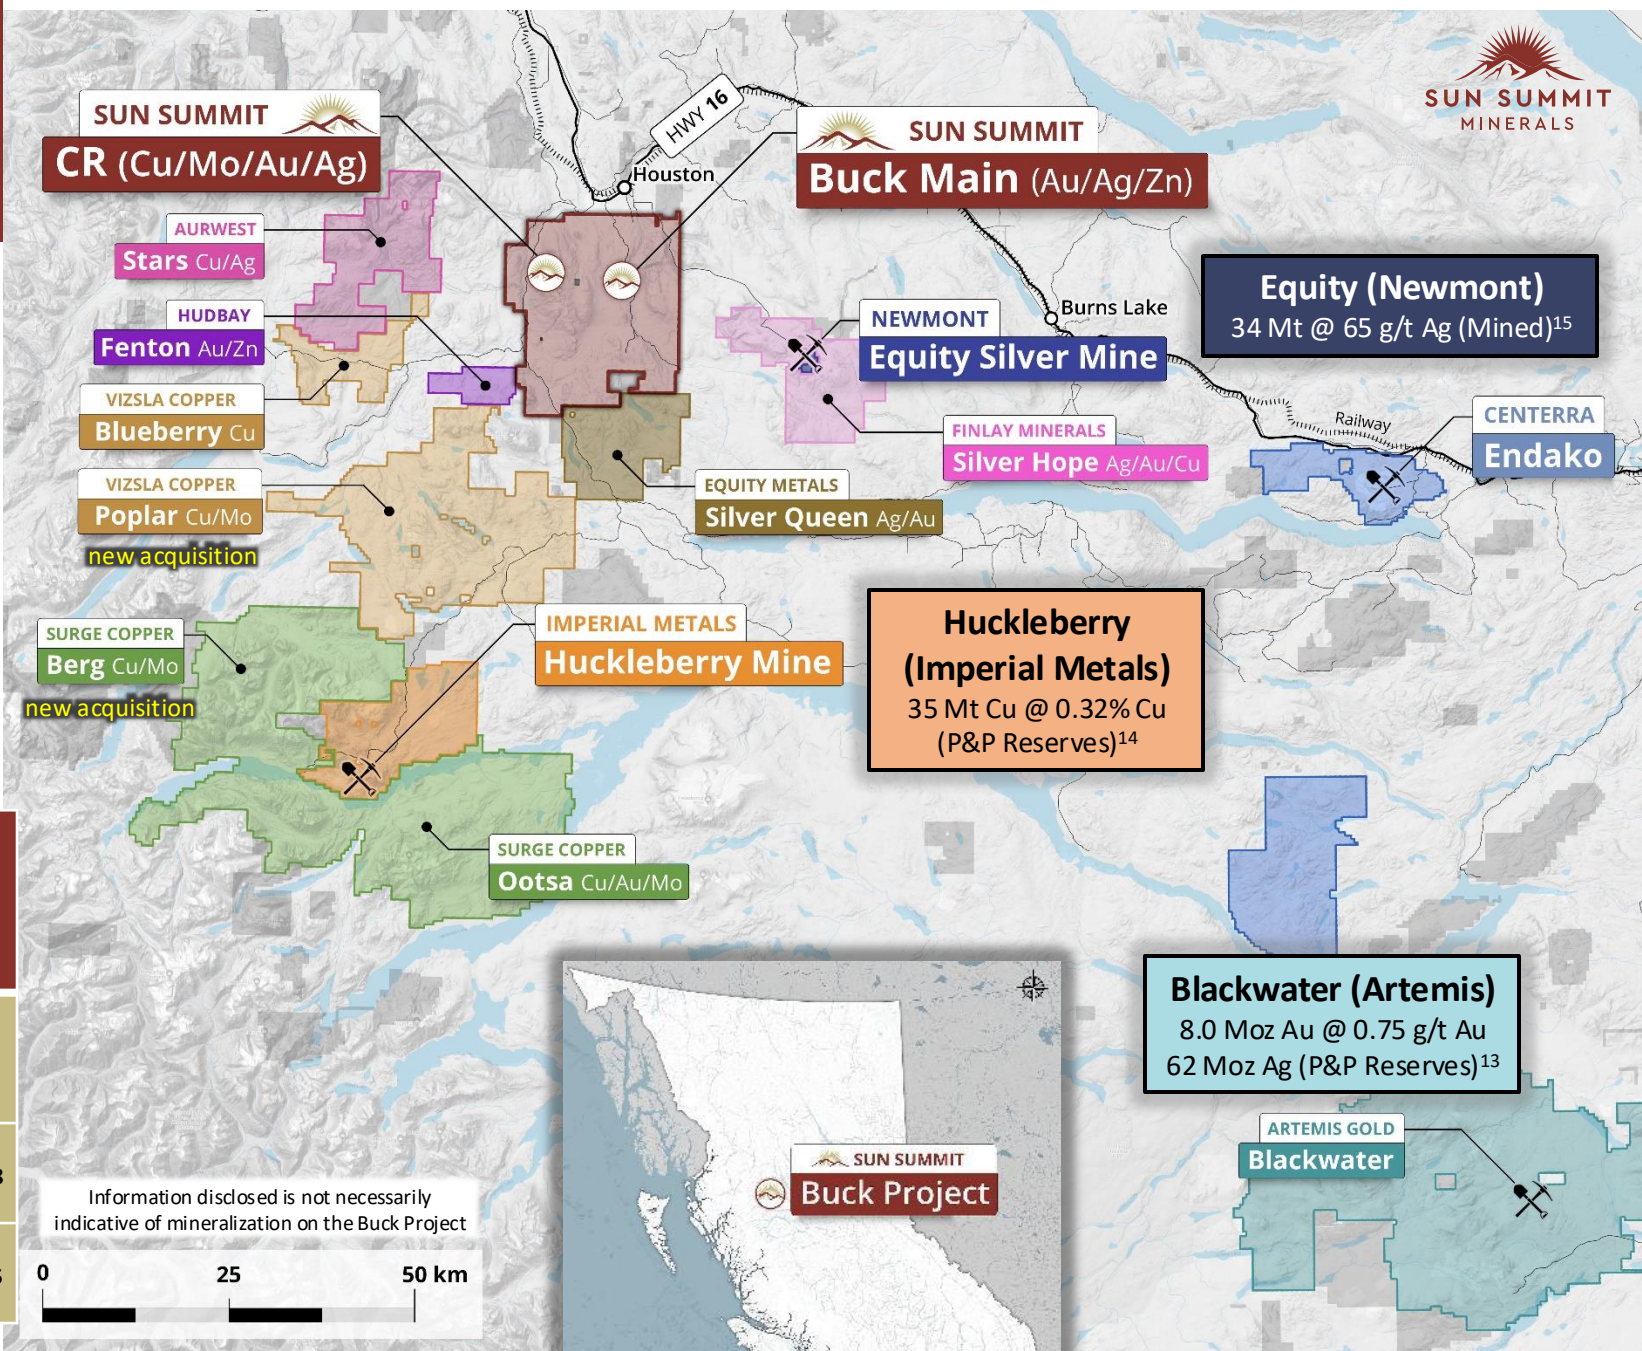 SUN SUMMIT
MINERALS
SUN SUMMIT
CR (Cu/Mo/Au/Ag)
HWY 16
Houston
SUN SUMMIT
Buck Main (Au/Ag/Zn)
AURWEST
Stars Cu/Ag
HUDBAY
Fenton Au/Zn
VIZSLA COPPER
Blueberry Cu
VIZSLA COPPER
Poplar Cu/Mo
new acquisition
NEWMONT
Equity Silver Mine
Burns Lake
Equity (Newmont)
34 Mt @ 65 g/t Ag (Mined)15
FINLAY MINERALS
Silver Hope Ag/Au/Cu
Railway
CENTERRA
Endako
EQUITY METALS
Silver Queen Ag/Au
SURGE COPPER
Berg Cu/Mo
new acquisition
IMPERIAL METALS
Huckleberry Mine
Huckleberry
(Imperial Metals)
35 Mt Cu @ 0.32% Cu
(P&P Reserves)14
SURGE COPPER
Ootsa Cu/Au/Mo
Blackwater (Artemis)
8.0 Moz Au @ 0.75 g/t Au
62 Moz Ag (P&P Reserves)13
ARTEMIS GOLD
Blackwater
SUN SUMMIT
Buck Project
Information disclosed is not necessarily
indicative of mineralization on the Buck Project
0 25 50 km